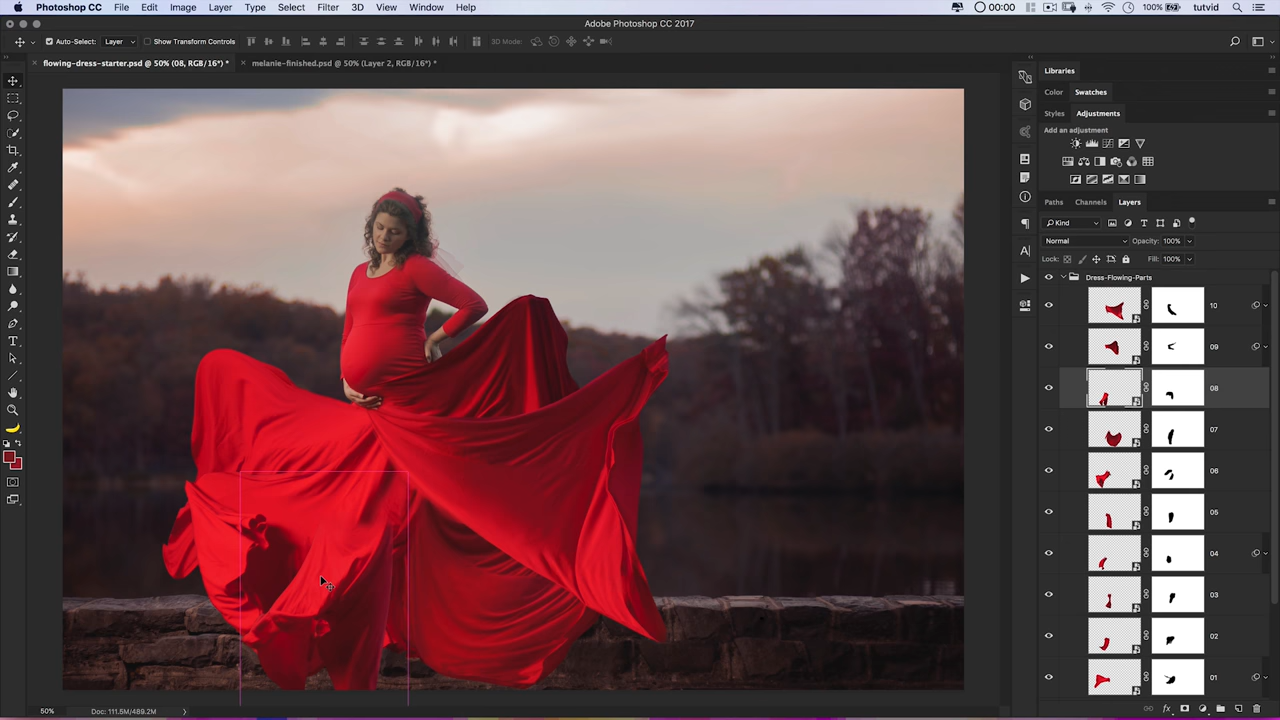 Photoshop CC File Edit Image Layer Type Select Filter 3D View Window Help 00:00 100% tutvid
Adobe Photoshop CC 2017
Auto-Select: Layer Show Transform Controls 3D Mode:
flowing-dress-starter.psd @ 50% (08, RGB/16*) * melanie-finished.psd @ 50% (Layer 2, RGB/16*) *
Libraries
Color Swatches
Styles Adjustments
Add an adjustment
Paths Channels Layers
Kind
Normal Opacity: 100%
Lock: Fill: 100%
Dress-Flowing-Parts
10
09
08
07
06
05
04
03
02
01
50% Doc: 111.5M/489.2M
fx